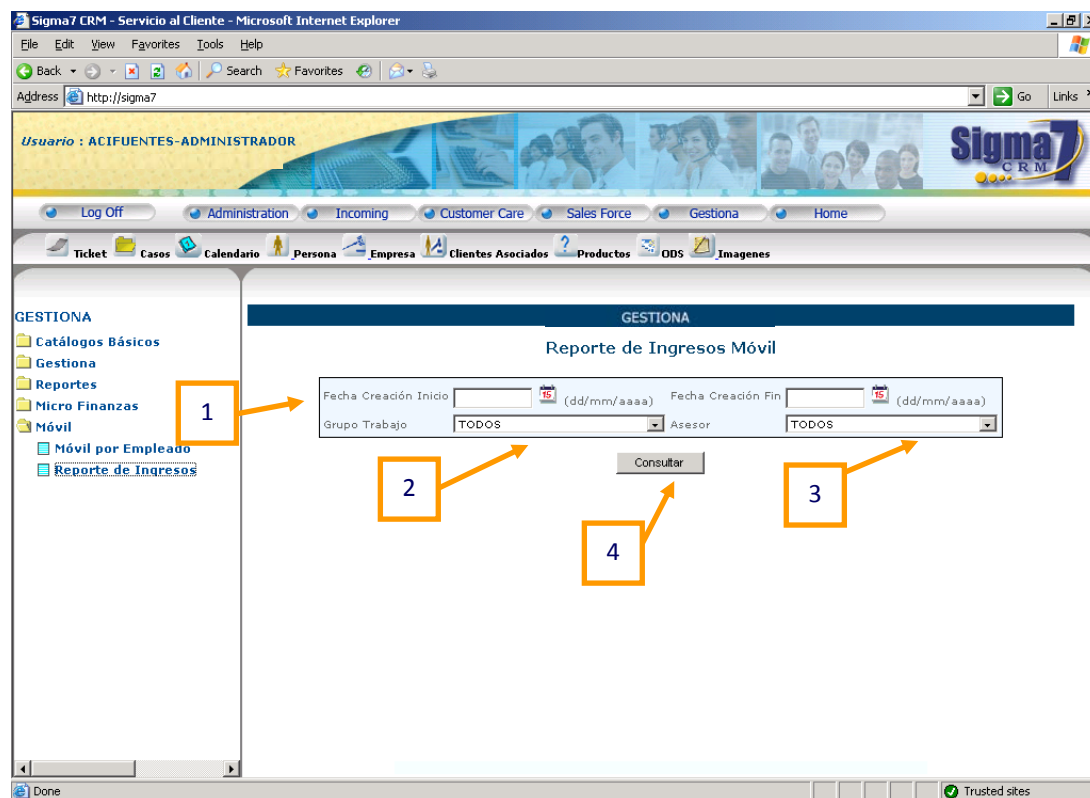 Sigma7 CRM - Servicio al Cliente - Microsoft Internet Explorer
File Edit View Favorites Tools Help
Back Search Favorites
Address http://sigma7 Go Links
Usuario : ACIFUENTES-ADMINISTRADOR
Sigma7
CRM
Log Off Administration Incoming Customer Care Sales Force Gestiona Home
Ticket Casos Calendario Persona Empresa Clientes Asociados Productos ODS Imagenes
GESTIONA
Catálogos Básicos
Gestiona
Reportes
Micro Finanzas
Móvil
Móvil por Empleado
Reporte de Ingresos
GESTIONA
Reporte de Ingresos Móvil
Fecha Creación Inicio 15 (dd/mm/aaaa) Fecha Creación Fin 15 (dd/mm/aaaa)
Grupo Trabajo TODOS Asesor TODOS
Consultar
1
2
3
4
Done Trusted sites